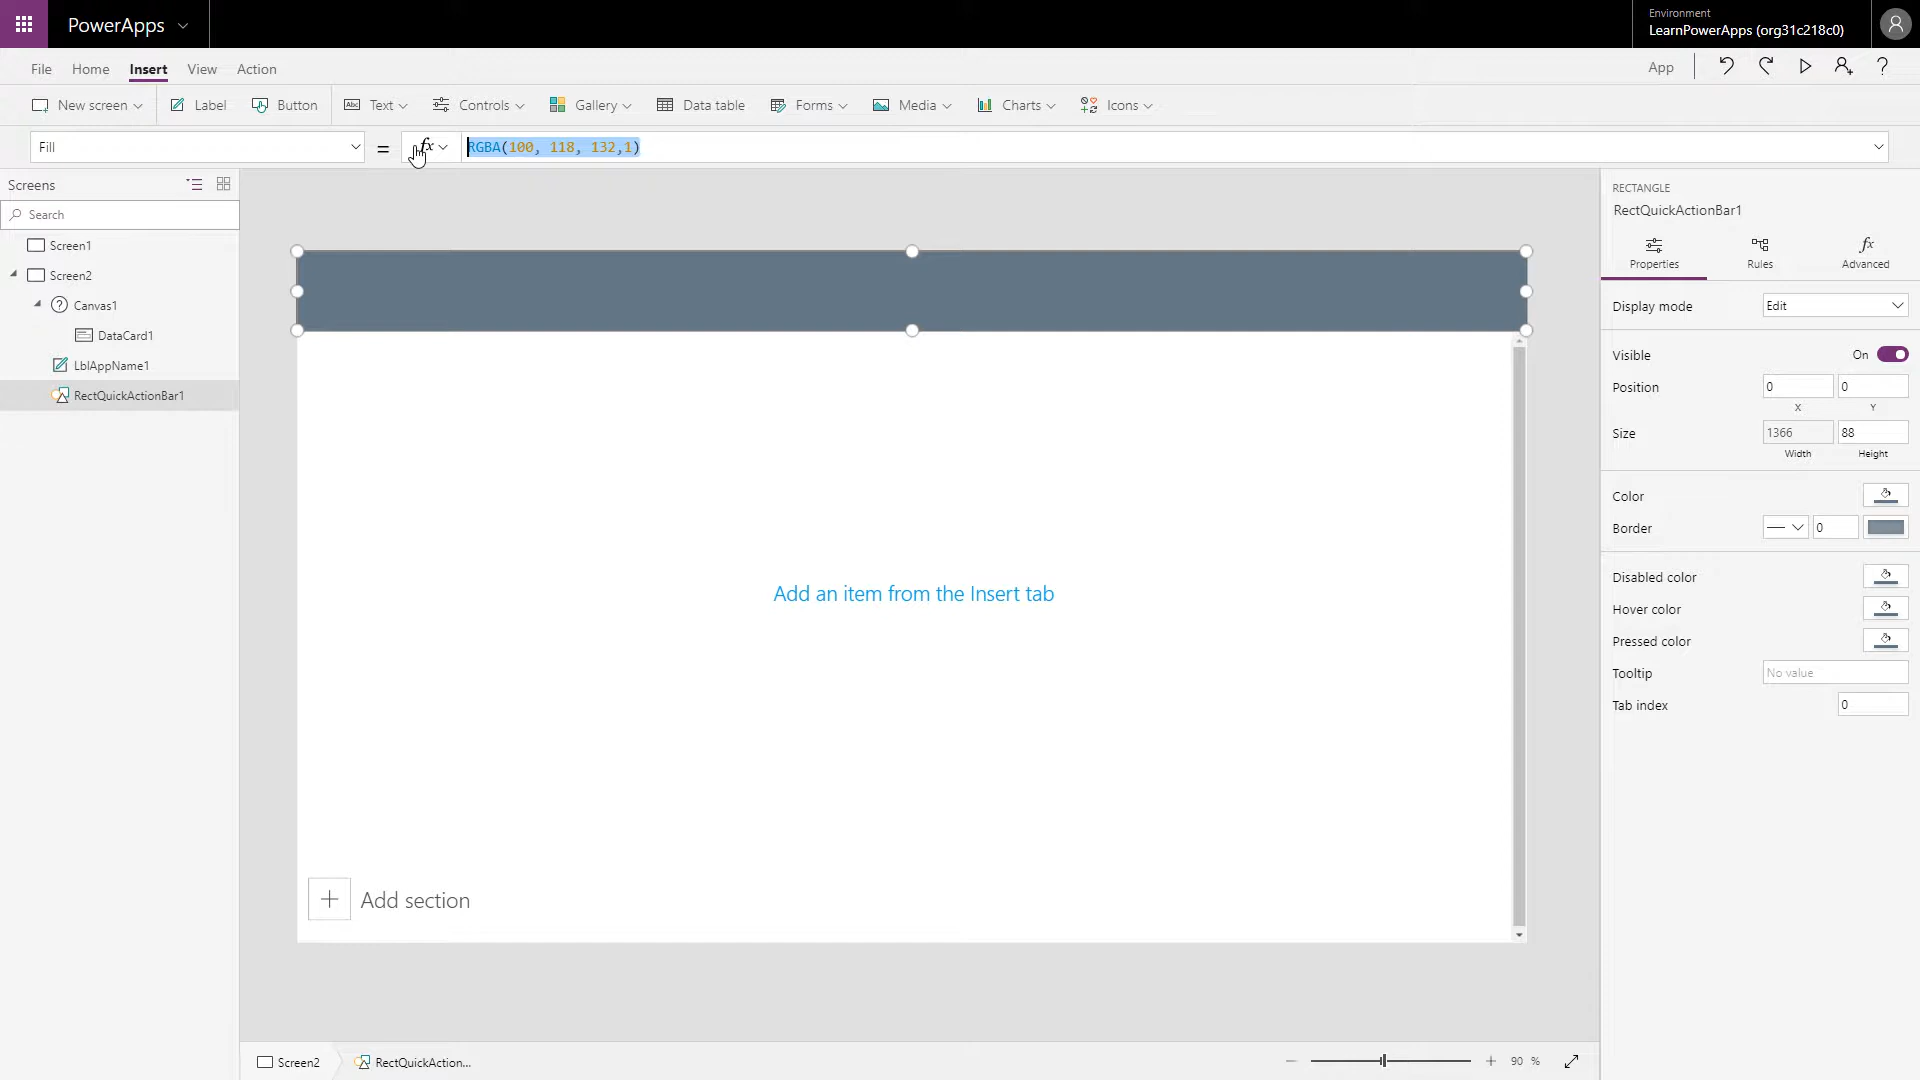 PowerApps
Environment
LearnPowerApps (org31c218c0)
File Home Insert View Action
App
New screen Label Button Text Controls Gallery Data table Forms Media Charts Icons
Fill = fx RGBA(100, 118, 132,1)
Screens
Search
Screen1
Screen2
Canvas1
DataCard1
LblAppName1
RectQuickActionBar1
Add an item from the Insert tab
Add section
RECTANGLE
RectQuickActionBar1
Properties Rules Advanced
Display mode Edit
Visible On
Position 0 0
X Y
Size 1366 88
Width Height
Color
Border 0
Disabled color
Hover color
Pressed color
Tooltip No value
Tab index 0
Screen2 RectQuickAction... 90 %